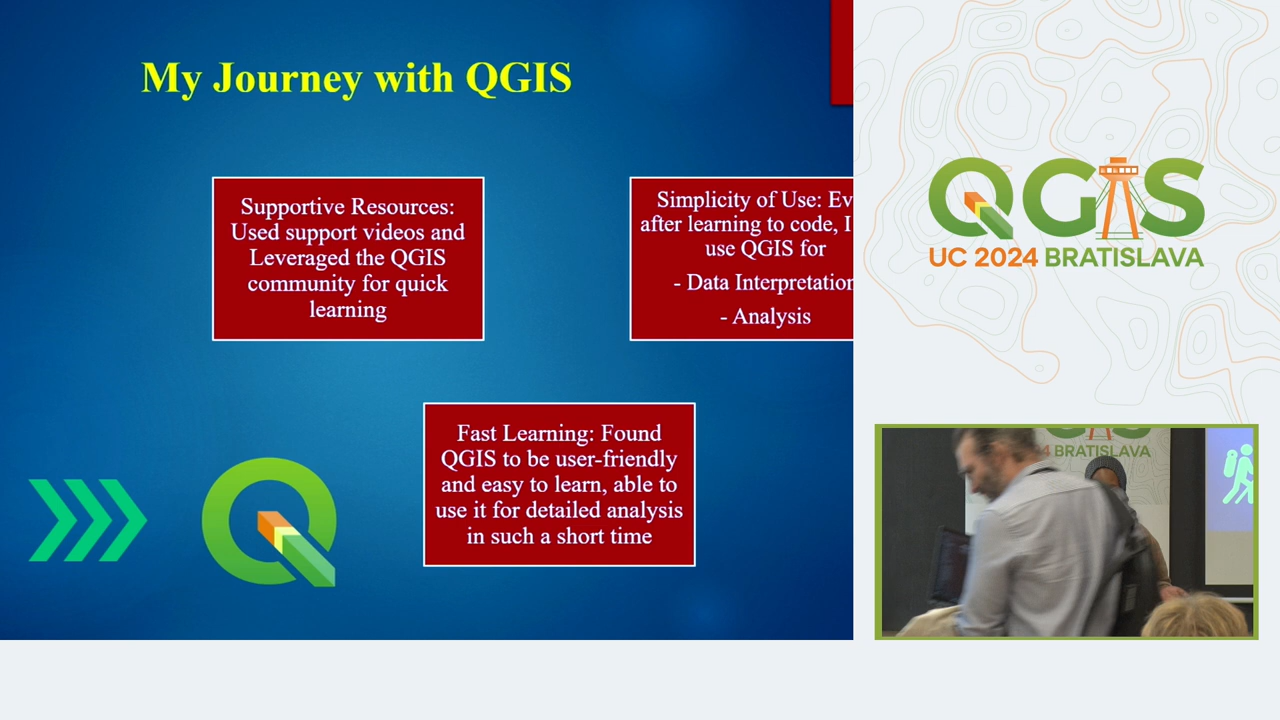 My Journey with QGIS
Supportive Resources:
Used support videos and
Leveraged the QGIS
community for quick
learning
Simplicity of Use: Ev
after learning to code, I
use QGIS for
- Data Interpretation
- Analysis
Fast Learning: Found
QGIS to be user-friendly
and easy to learn, able to
use it for detailed analysis
in such a short time
QGIS
UC 2024 BRATISLAVA
4 BRATISLAVA